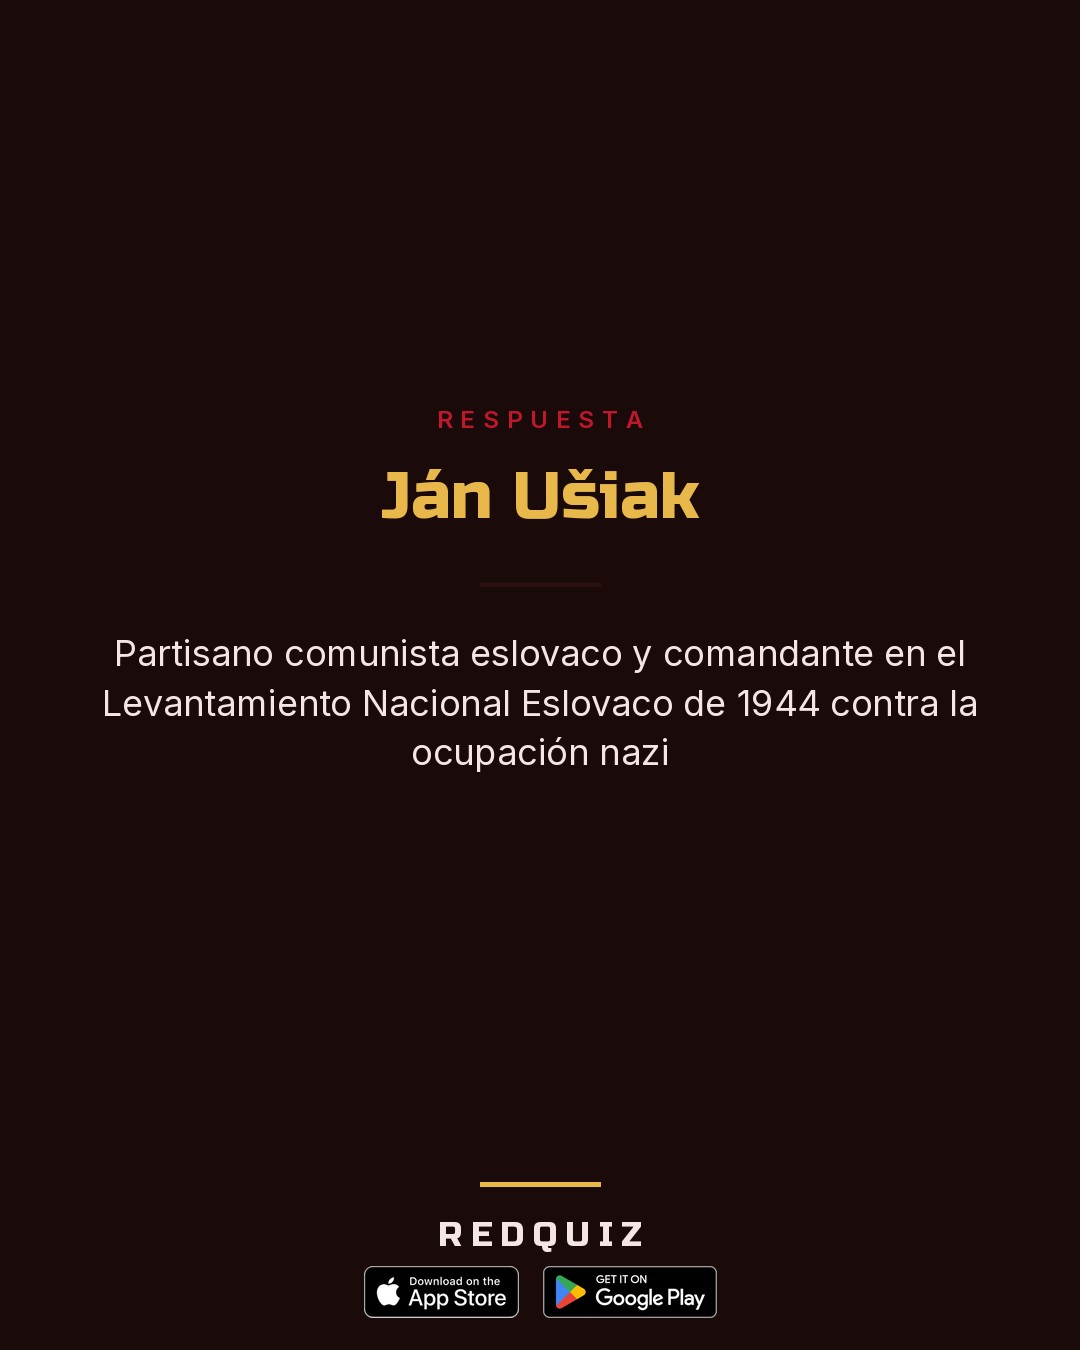 RESPUESTA
Ján Ušiak
Partisano comunista eslovaco y comandante en el
Levantamiento Nacional Eslovaco de 1944 contra la
ocupación nazi
REDQUIZ
Download on the
App Store
GET IT ON
Google Play